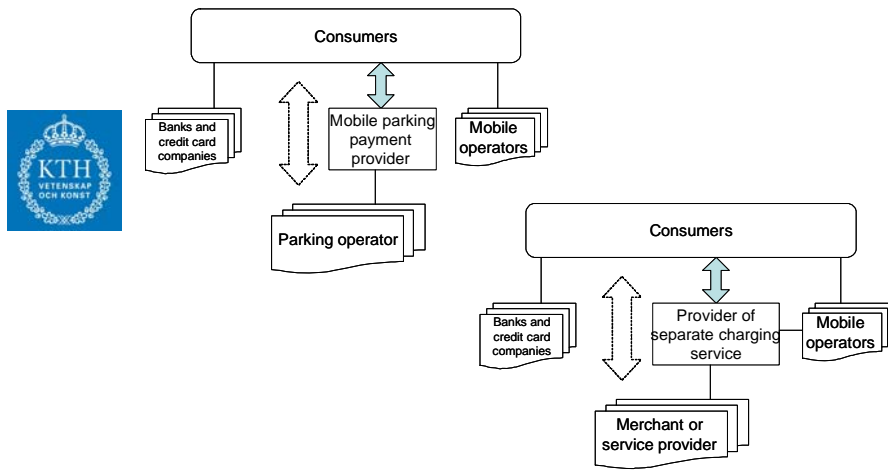 Consumers
Banks and
credit card
companies
Mobile parking
payment
provider
Mobile
operators
KTH
VETENSKAP
OCH KONST
Parking operator
Consumers
Banks and
credit card
companies
Provider of
separate charging
service
Mobile
operators
Merchant or
service provider